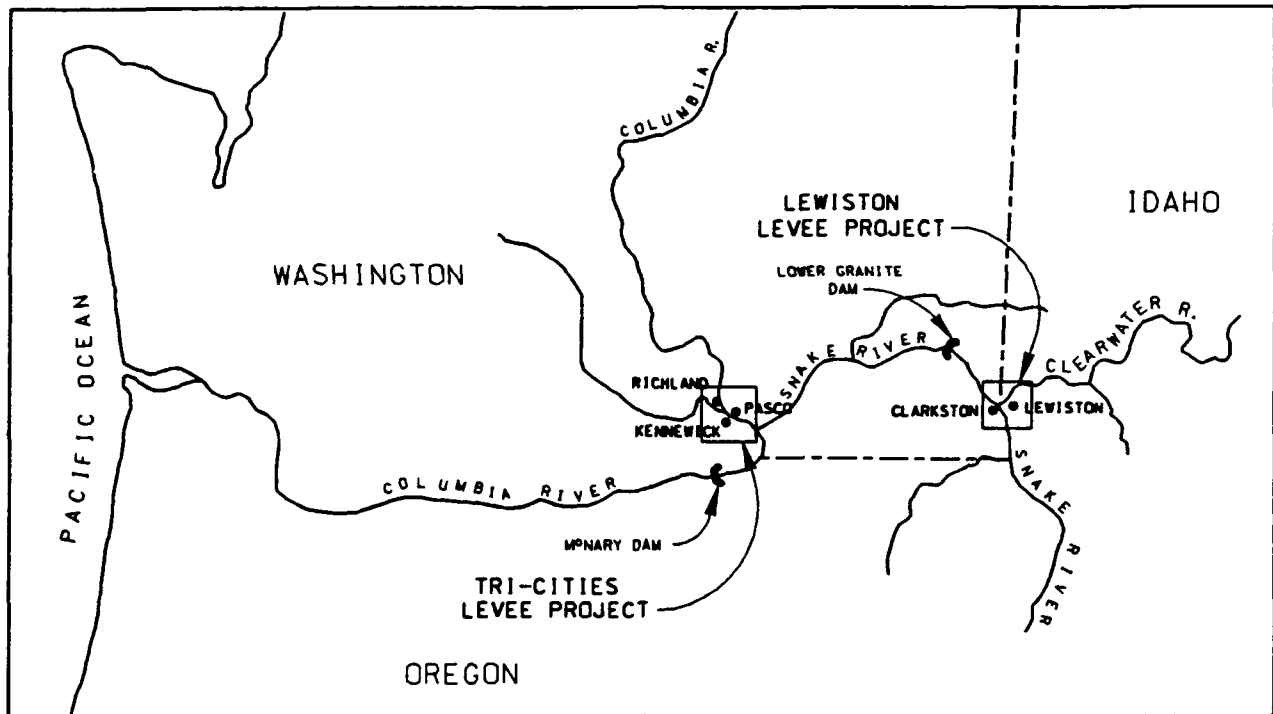 COLUMBIA R.
LEWISTON
LEVEE PROJECT
IDAHO
WASHINGTON
LOWER GRANITE
DAM
PACIFIC OCEAN
SNAKE RIVER
CLEARWATER R.
RICHLAND
PASCO
KENNEWECK
CLARKSTON
LEWISTON
COLUMBIA RIVER
SNAKE RIVER
McNARY DAM
TRI-CITIES
LEVEE PROJECT
OREGON